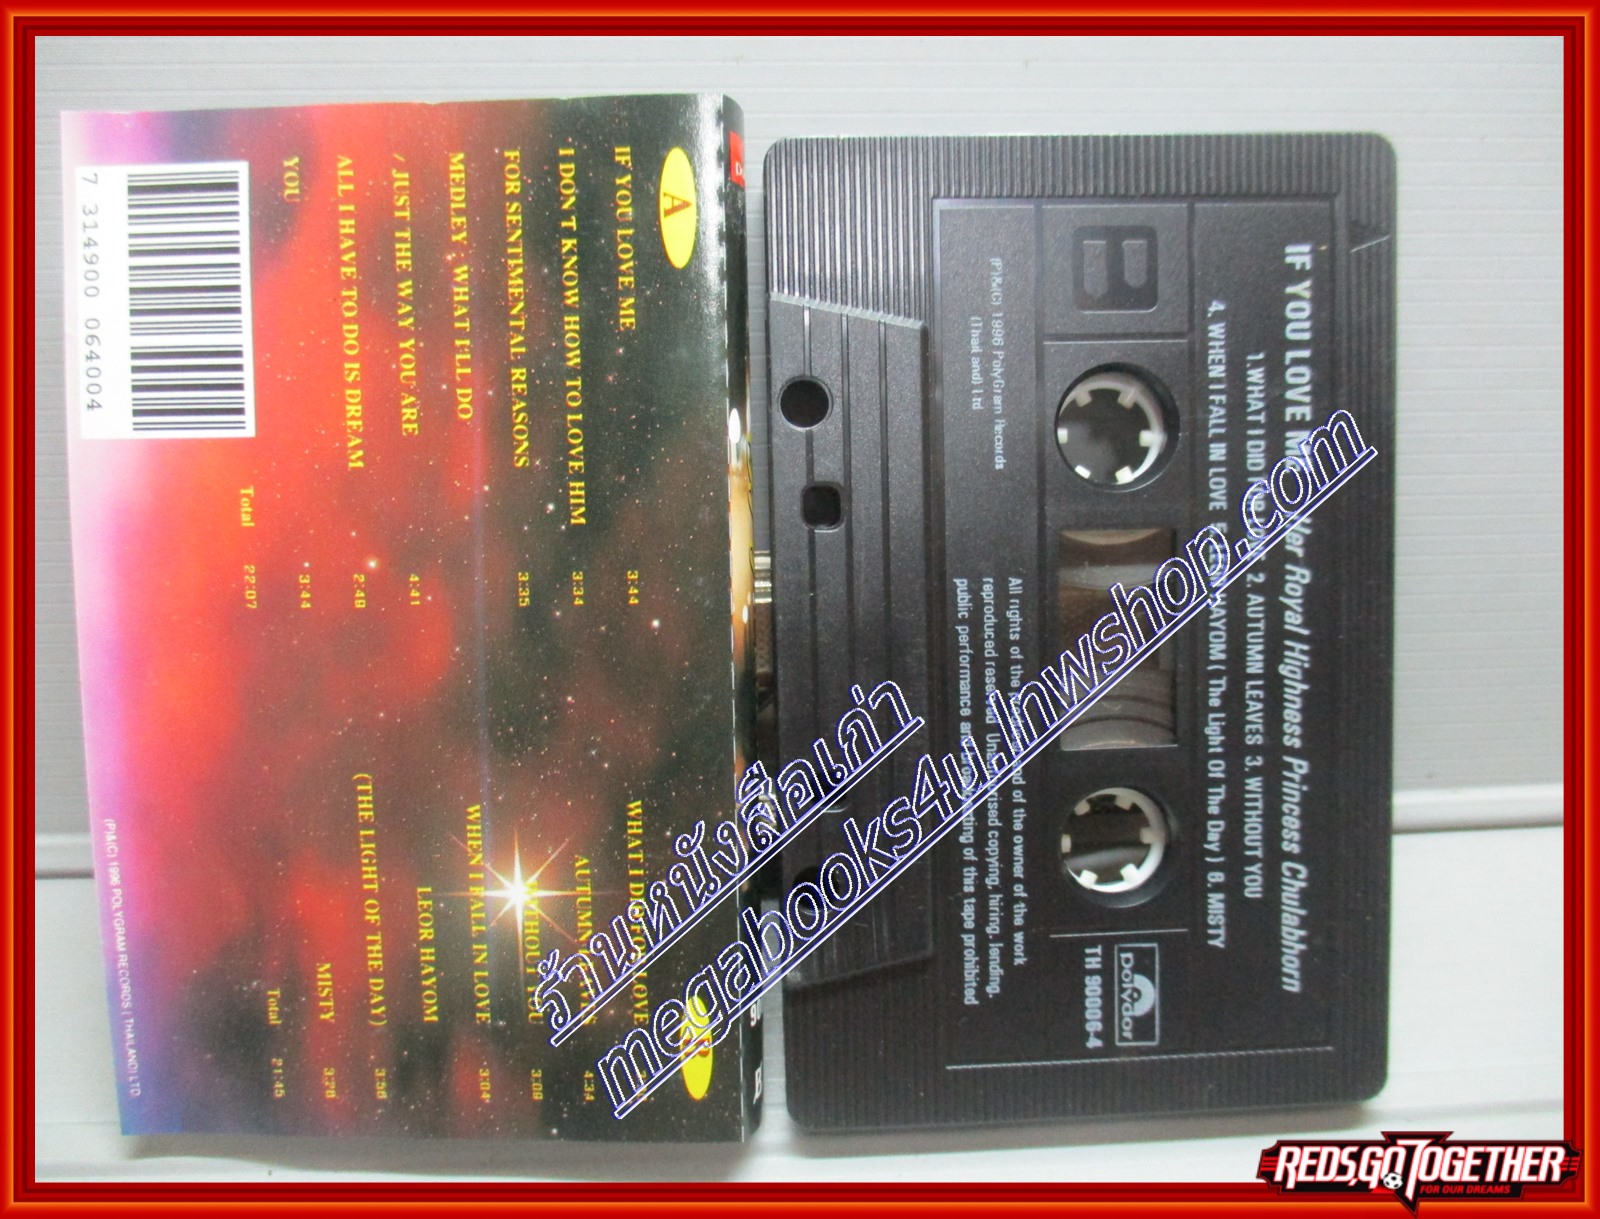 A
IF YOU LOVE ME 3:44
I DON'T KNOW HOW TO LOVE HIM 3:34
FOR SENTIMENTAL REASONS 3:35
MEDLEY : WHAT I'LL DO
/ JUST THE WAY YOU ARE 4:41
ALL I HAVE TO DO IS DREAM 2:49
YOU 3:44
Total 22:07
B
WHAT I DO FOR LOVE
AUTUMN 4:34
WITHOUT YOU 3:09
WHEN I FALL IN LOVE 3:04
LEOR HAYOM
(THE LIGHT OF THE DAY) 3:56
MISTY 3:28
Total 21:45
7 314900 064004
(P)&(C) 1996 POLYGRAM RECORDS ( THAILAND) LTD.
IF YOU LOVE Her Royal Highness Princess Chulabhorn
1.WHAT I DID 2. AUTUMN LEAVES 3. WITHOUT YOU
4. WHEN I FALL IN LOVE HAYOM ( The Light Of The Day ) 6. MISTY
B
polydor
TH 90006-4
(P)&(C) 1996 PolyGram Records
(Thailand) Ltd
All rights of the and of the owner of the work
reproduced reserved Unauthorised copying, hiring, lending,
public performance and of this tape prohibited
ร้านหนังสือเก่า
megabooks4u.lnwshop.com
REDS,GO TOGETHER
FOR OUR DREAMS